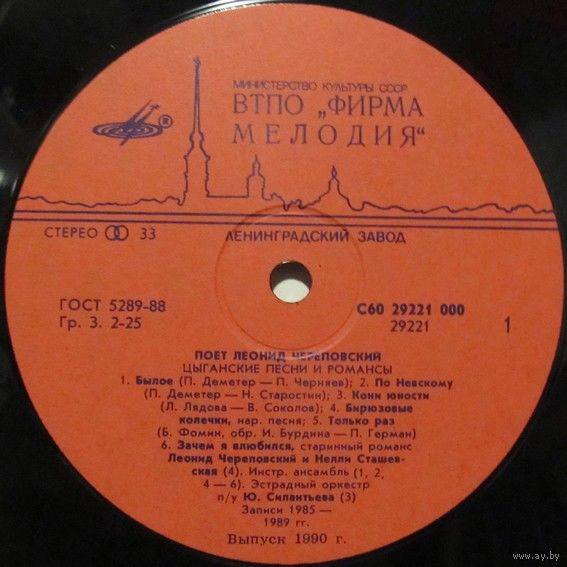 МИНИСТЕРСТВО КУЛЬТУРЫ СССР
ВТПО „ФИРМА
МЕЛОДИЯ“
®
СТЕРЕО 33
ЛЕНИНГРАДСКИЙ ЗАВОД
ГОСТ 5289-88
Гр. 3. 2-25
С60 29221 000
29221
1
ПОЕТ ЛЕОНИД ЧЕРЕПОВСКИЙ
ЦЫГАНСКИЕ ПЕСНИ И РОМАНСЫ
1. Былое (П. Деметер — П. Черняев); 2. По Невскому
(П. Деметер — Н. Старостин); 3. Кони юности
(Л. Лядова — В. Соколов); 4. Бирюзовые
колечки, нар. песня; 5. Только раз
(Б. Фомин, обр. И. Бурдина — П. Герман)
6. Зачем я влюбился, старинный романс
Леонид Череповский и Нелли Сташев-
ская (4). Инстр. ансамбль (1, 2,
4 — 6). Эстрадный оркестр
п/у Ю. Силантьева (3)
Записи 1985 —
1989 гг.
Выпуск 1990 г.
www.ay.by